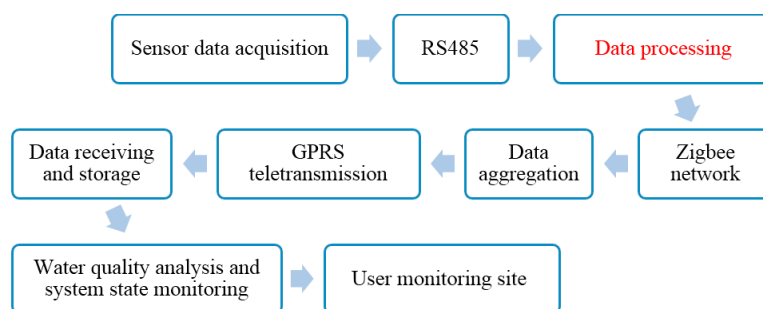 Sensor data acquisition
RS485
Data processing
Data receiving
and storage
GPRS
teletransmission
Data
aggregation
Zigbee
network
Water quality analysis and
system state monitoring
User monitoring site